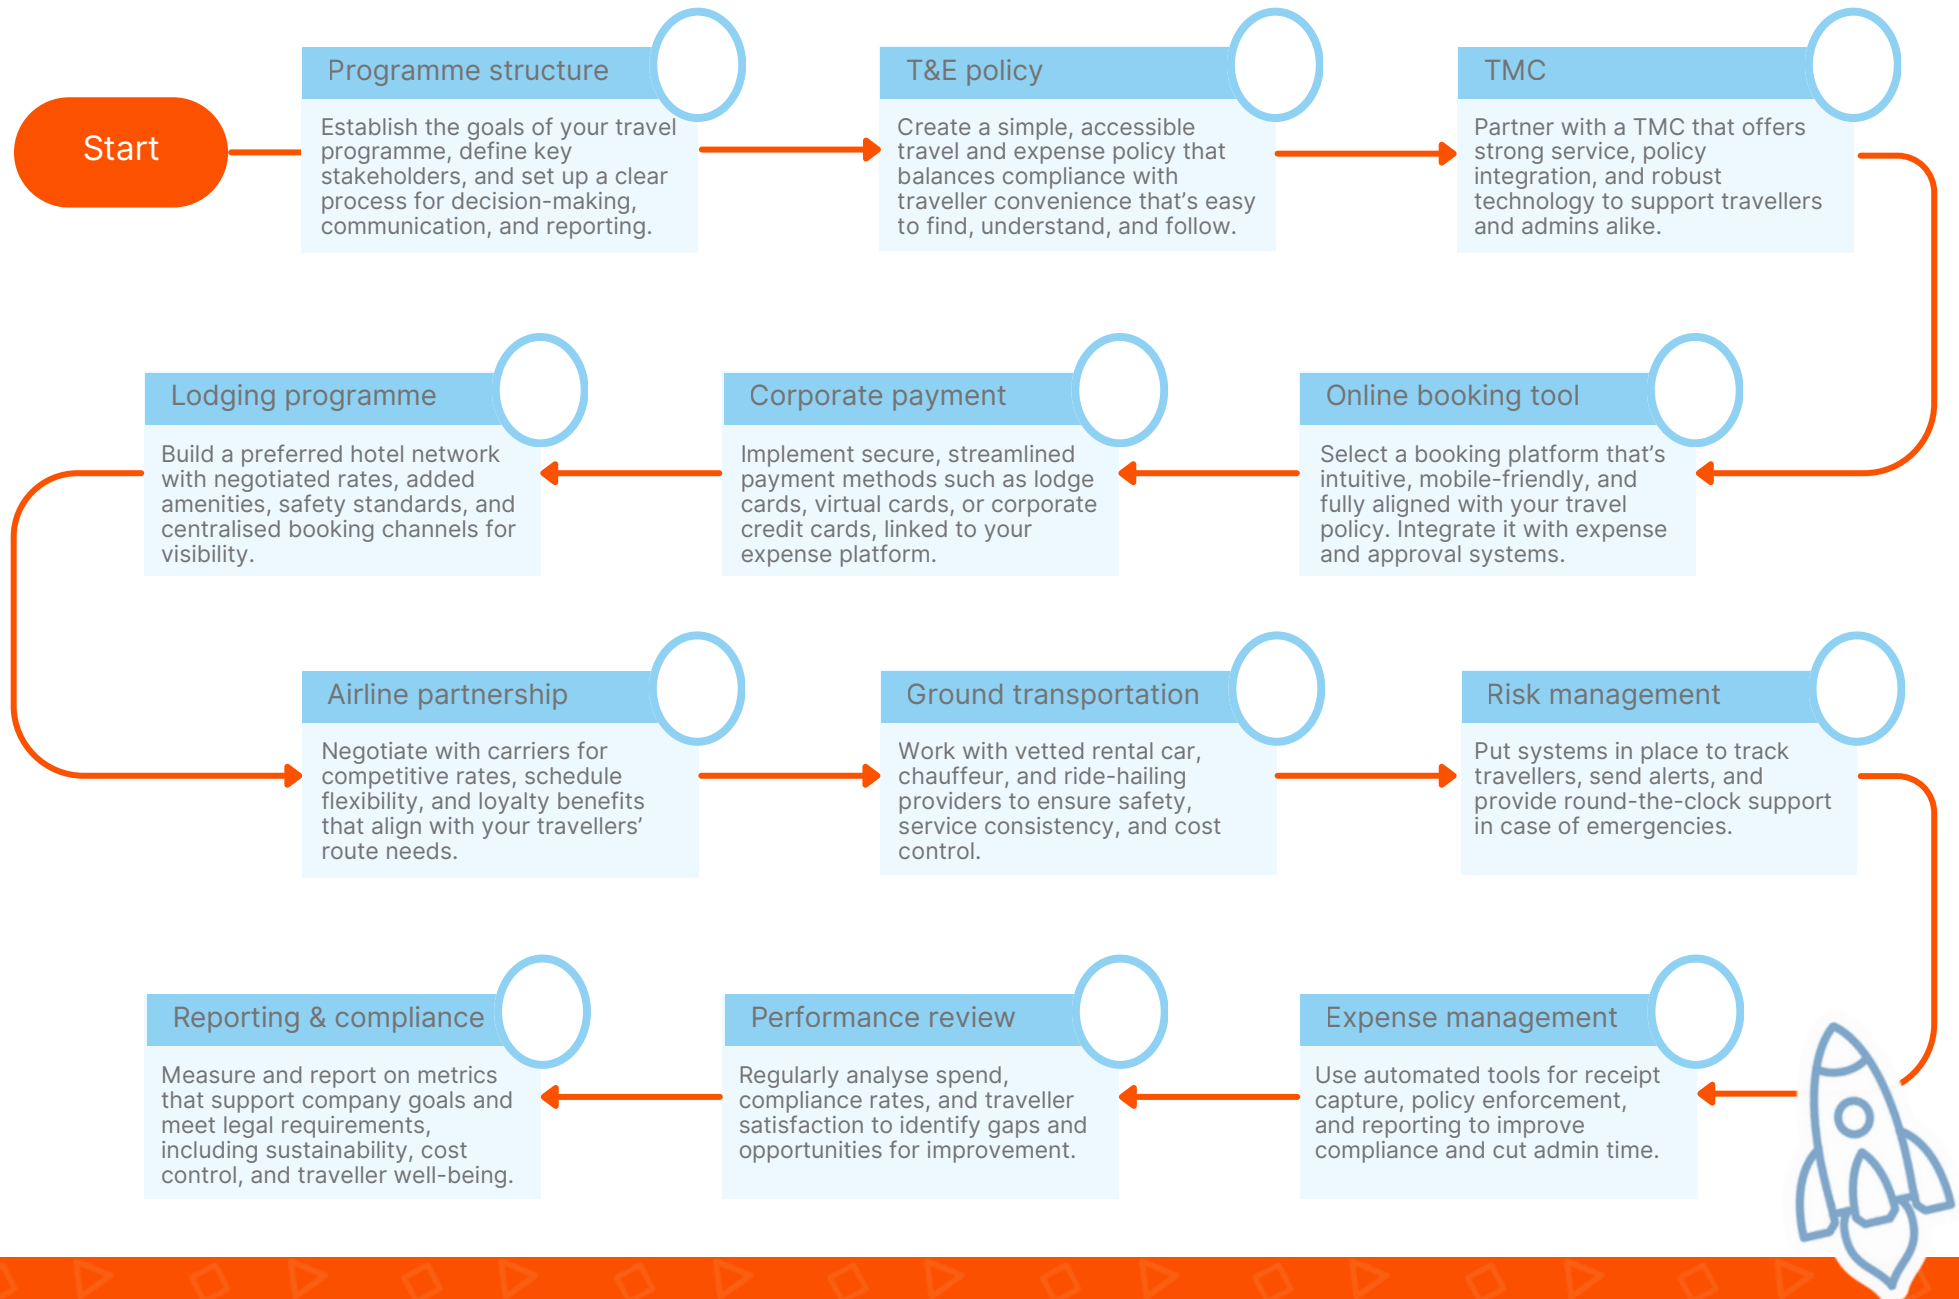 Start
Programme structure
Establish the goals of your travel
programme, define key
stakeholders, and set up a clear
process for decision-making,
communication, and reporting.
T&E policy
Create a simple, accessible
travel and expense policy that
balances compliance with
traveller convenience that’s easy
to find, understand, and follow.
TMC
Partner with a TMC that offers
strong service, policy
integration, and robust
technology to support travellers
and admins alike.
Online booking tool
Select a booking platform that’s
intuitive, mobile-friendly, and
fully aligned with your travel
policy. Integrate it with expense
and approval systems.
Corporate payment
Implement secure, streamlined
payment methods such as lodge
cards, virtual cards, or corporate
credit cards, linked to your
expense platform.
Lodging programme
Build a preferred hotel network
with negotiated rates, added
amenities, safety standards, and
centralised booking channels for
visibility.
Airline partnership
Negotiate with carriers for
competitive rates, schedule
flexibility, and loyalty benefits
that align with your travellers’
route needs.
Ground transportation
Work with vetted rental car,
chauffeur, and ride-hailing
providers to ensure safety,
service consistency, and cost
control.
Risk management
Put systems in place to track
travellers, send alerts, and
provide round-the-clock support
in case of emergencies.
Expense management
Use automated tools for receipt
capture, policy enforcement,
and reporting to improve
compliance and cut admin time.
Performance review
Regularly analyse spend,
compliance rates, and traveller
satisfaction to identify gaps and
opportunities for improvement.
Reporting & compliance
Measure and report on metrics
that support company goals and
meet legal requirements,
including sustainability, cost
control, and traveller well-being.